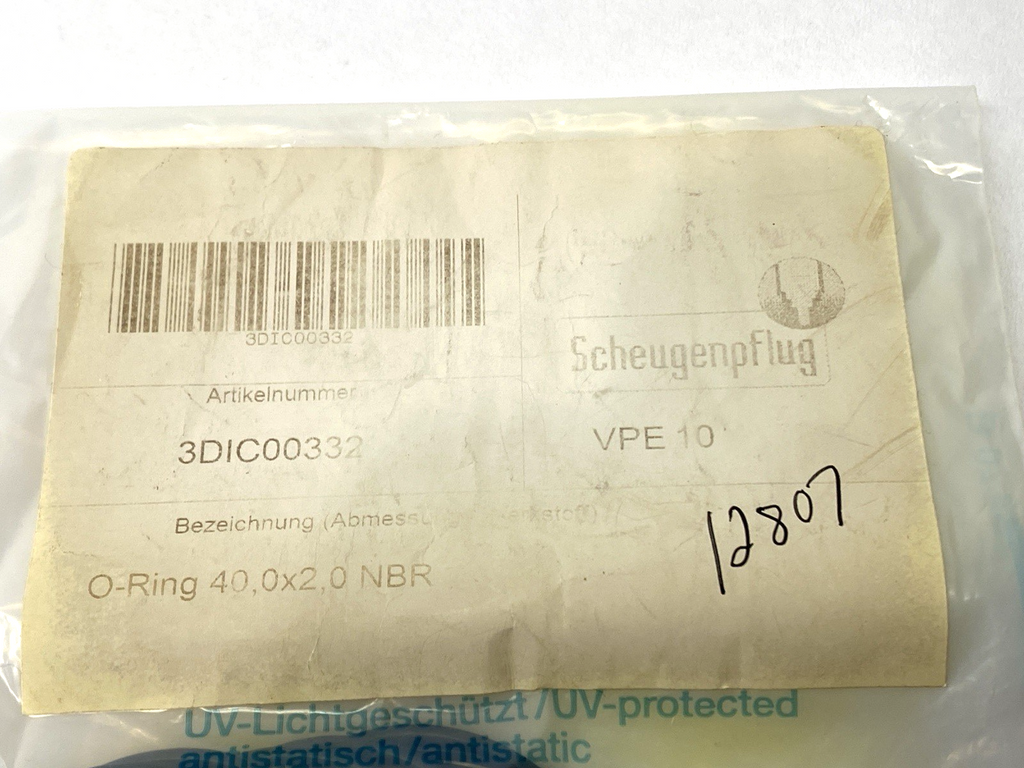 3DIC00332
Scheugenpflug
Artikelnummer
3DIC00332
VPE 10
Bezeichnung (Abmess
12807
O-Ring 40,0x2,0 NBR
UV-Lichtgeschützt/UV-protected
antistatisch/antistatic